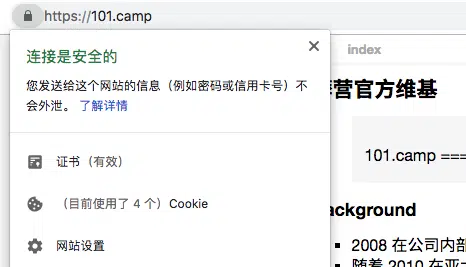 https://101.camp
连接是安全的
您发送给这个网站的信息（例如密码或信用卡号）不
会外泄。 了解详情
证书（有效）
（目前使用了 4 个）Cookie
网站设置
index
营官方维基
101.camp ===
ackground
2008 在公司内部
随着 2010 在亚